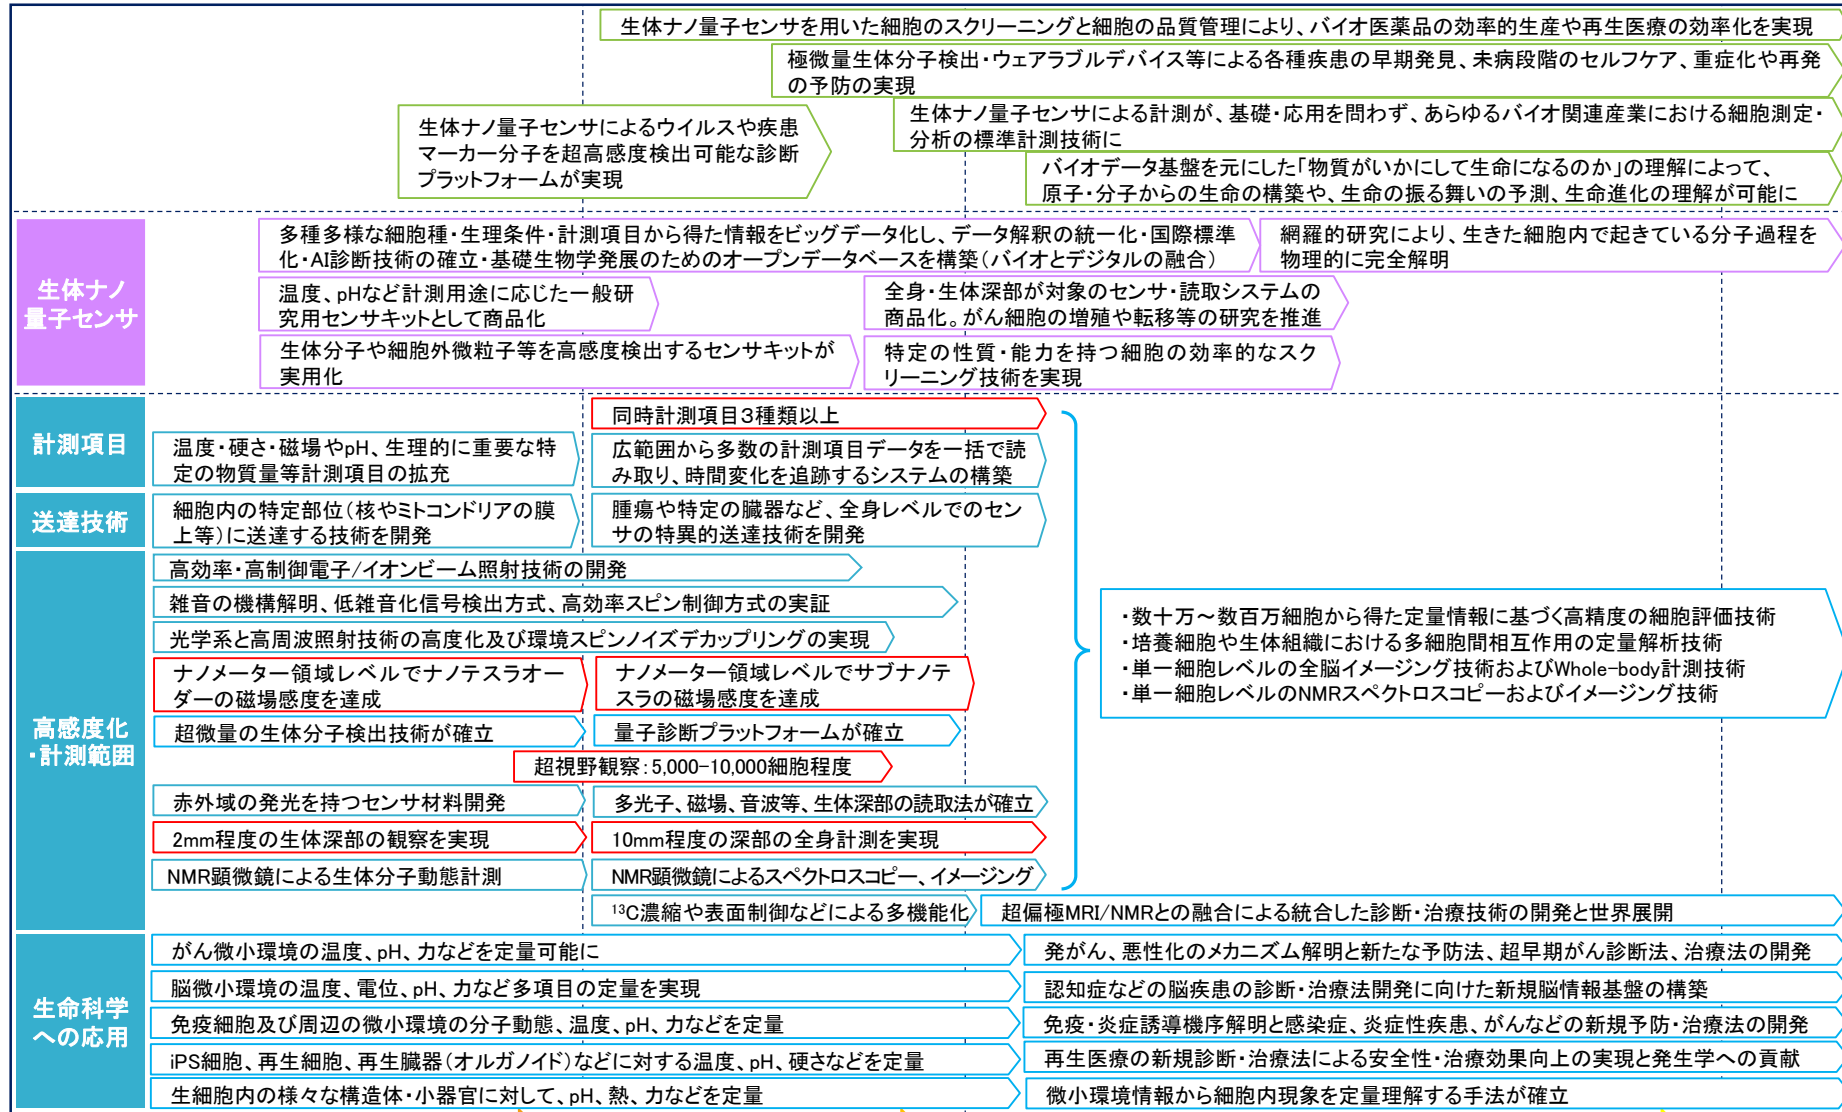 生体ナノ量子センサを用いた細胞のスクリーニングと細胞の品質管理により、バイオ医薬品の効率的生産や再生医療の効率化を実現
極微量生体分子検出・ウェアラブルデバイス等による各種疾患の早期発見、未病段階のセルフケア、重症化や再発
の予防の実現
生体ナノ量子センサによるウイルスや疾患
マーカー分子を超高感度検出可能な診断
プラットフォームが実現
生体ナノ量子センサによる計測が、基礎・応用を問わず、あらゆるバイオ関連産業における細胞測定・
分析の標準計測技術に
バイオデータ基盤を元にした「物質がいかにして生命になるのか」の理解によって、
原子・分子からの生命の構築や、生命の振る舞いの予測、生命進化の理解が可能に
生体ナノ
量子センサ
多種多様な細胞種・生理条件・計測項目から得た情報をビッグデータ化し、データ解釈の統一化・国際標準
化・AI診断技術の確立・基礎生物学発展のためのオープンデータベースを構築（バイオとデジタルの融合）
網羅的研究により、生きた細胞内で起きている分子過程を
物理的に完全解明
温度、pHなど計測用途に応じた一般研
究用センサキットとして商品化
全身・生体深部が対象のセンサ・読取システムの
商品化。がん細胞の増殖や転移等の研究を推進
生体分子や細胞外微粒子等を高感度検出するセンサキットが
実用化
特定の性質・能力を持つ細胞の効率的なスク
リーニング技術を実現
計測項目
同時計測項目３種類以上
温度・硬さ・磁場やpH、生理的に重要な特
定の物質量等計測項目の拡充
広範囲から多数の計測項目データを一括で読
み取り、時間変化を追跡するシステムの構築
送達技術
細胞内の特定部位（核やミトコンドリアの膜
上等）に送達する技術を開発
腫瘍や特定の臓器など、全身レベルでのセン
サの特異的送達技術を開発
高感度化
・計測範囲
高効率・高制御電子/イオンビーム照射技術の開発
雑音の機構解明、低雑音化信号検出方式、高効率スピン制御方式の実証
光学系と高周波照射技術の高度化及び環境スピンノイズデカップリングの実現
ナノメーター領域レベルでナノテスラオー
ダーの磁場感度を達成
ナノメーター領域レベルでサブナノテ
スラの磁場感度を達成
超微量の生体分子検出技術が確立
量子診断プラットフォームが確立
超視野観察：5,000-10,000細胞程度
赤外域の発光を持つセンサ材料開発
多光子、磁場、音波等、生体深部の読取法が確立
2mm程度の生体深部の観察を実現
10mm程度の深部の全身計測を実現
NMR顕微鏡による生体分子動態計測
NMR顕微鏡によるスペクトロスコピー、イメージング
¹³C濃縮や表面制御などによる多機能化
超偏極MRI/NMRとの融合による統合した診断・治療技術の開発と世界展開
・数十万～数百万細胞から得た定量情報に基づく高精度の細胞評価技術
・培養細胞や生体組織における多細胞間相互作用の定量解析技術
・単一細胞レベルの全脳イメージング技術およびWhole-body計測技術
・単一細胞レベルのNMRスペクトロスコピーおよびイメージング技術
生命科学
への応用
がん微小環境の温度、pH、力などを定量可能に
発がん、悪性化のメカニズム解明と新たな予防法、超早期がん診断法、治療法の開発
脳微小環境の温度、電位、pH、力など多項目の定量を実現
認知症などの脳疾患の診断・治療法開発に向けた新規脳情報基盤の構築
免疫細胞及び周辺の微小環境の分子動態、温度、pH、力などを定量
免疫・炎症誘導機序解明と感染症、炎症性疾患、がんなどの新規予防・治療法の開発
iPS細胞、再生細胞、再生臓器（オルガノイド）などに対する温度、pH、硬さなどを定量
再生医療の新規診断・治療法による安全性・治療効果向上の実現と発生学への貢献
生細胞内の様々な構造体・小器官に対して、pH、熱、力などを定量
微小環境情報から細胞内現象を定量理解する手法が確立